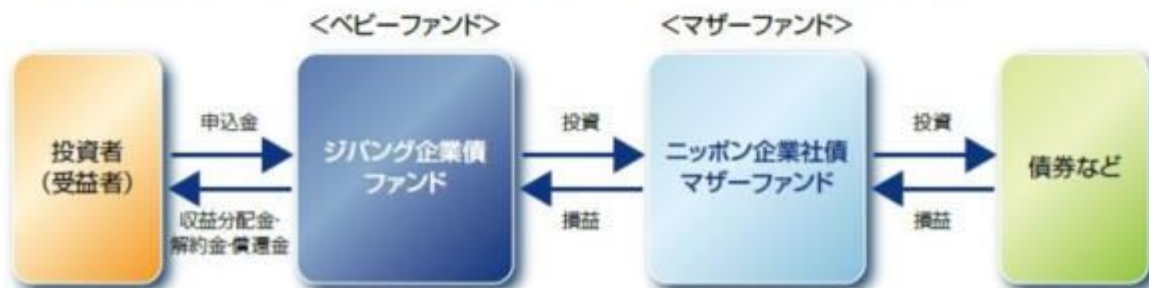 <ベビーファンド>
<マザーファンド>
投資者
(受益者)
申込金
収益分配金・
解約金・償還金
ジパング企業債
ファンド
投資
損益
ニッポン企業社債
マザーファンド
投資
損益
債券など